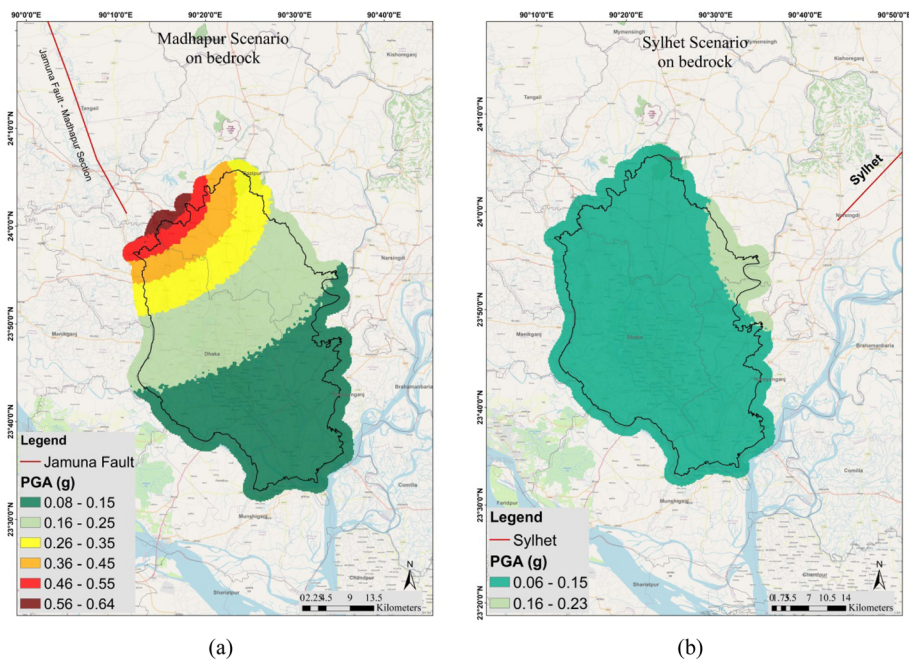 90°0'0"E 90°10'0"E 90°20'0"E 90°30'0"E 90°40'0"E
Madhapur Scenario
on bedrock
Mymensingh
Kishoreganj
Jamuna Fault - Madhapur Section
Tangail
Gazipur
Narsingdi
Munikganj
Dhaka
Brahamanbaria
Comilla
Munshiganj
Shariatpur
Chandpur
24°10'0"N
24°0'0"N
23°50'0"N
23°40'0"N
23°30'0"N
Legend
Jamuna Fault
PGA (g)
0.08 - 0.15
0.16 - 0.25
0.26 - 0.35
0.36 - 0.45
0.46 - 0.55
0.56 - 0.64
N
Kilometers
(a)
90°10'0"E 90°20'0"E 90°30'0"E 90°40'0"E 90°50'0"E
Sylhet Scenario
on bedrock
Mymensingh
Kishoreganj
Tangail
Sylhet
Narsingdi
Manikganj
Dhaka
Brahmanbaria
Comilla
Faridpur
Munshiganj
Shariatpur
Chandpur
24°10'0"N
24°0'0"N
23°50'0"N
23°40'0"N
23°30'0"N
23°20'0"N
Legend
Sylhet
PGA (g)
0.06 - 0.15
0.16 - 0.23
N
Kilometers
(b)